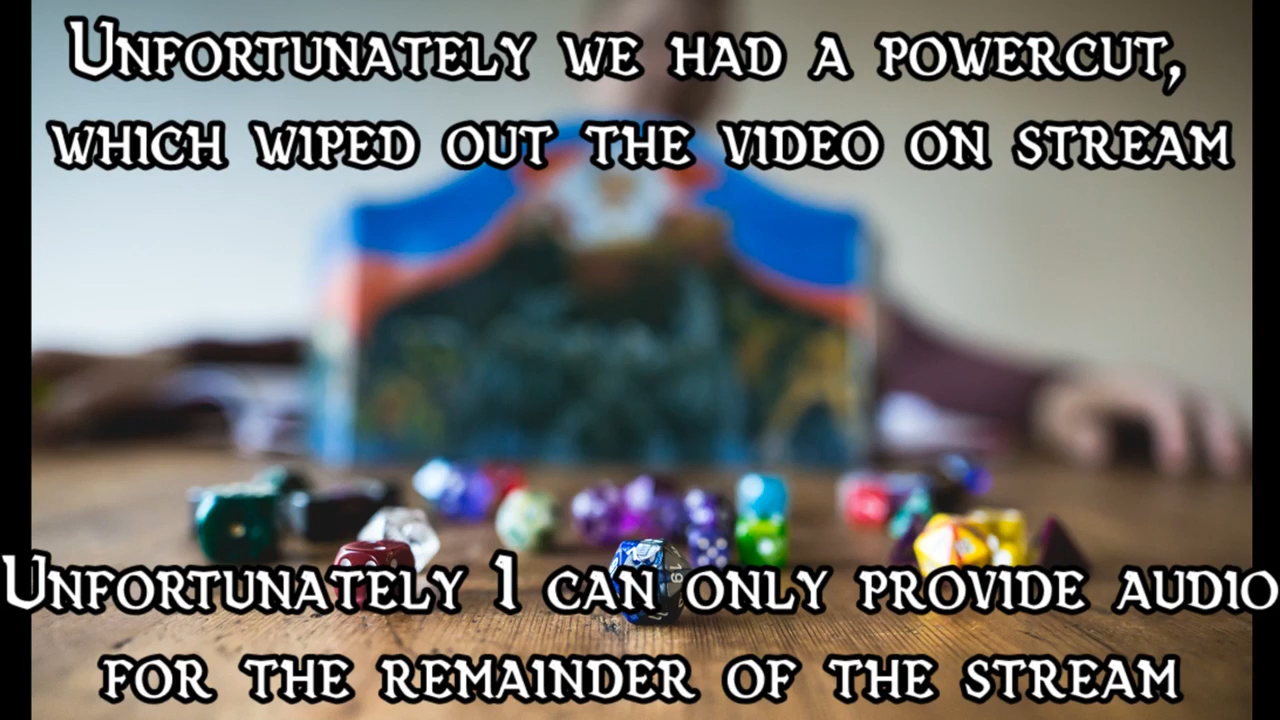 Unfortunately we had a powercut,
which wiped out the video on stream
19
Unfortunately I can only provide audio
for the remainder of the stream